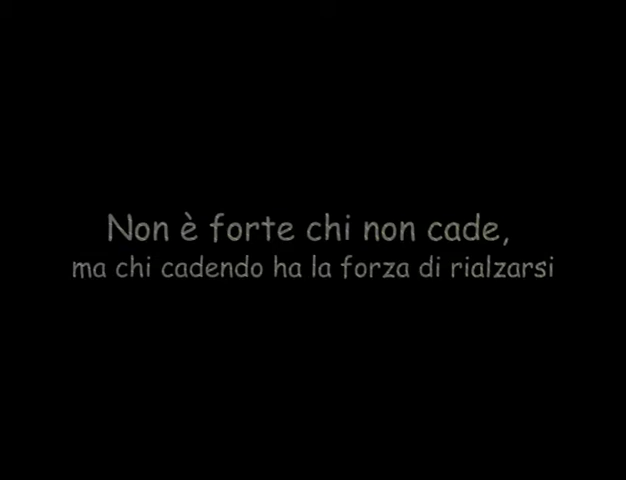 Non è forte chi non cade,
ma chi cadendo ha la forza di rialzarsi